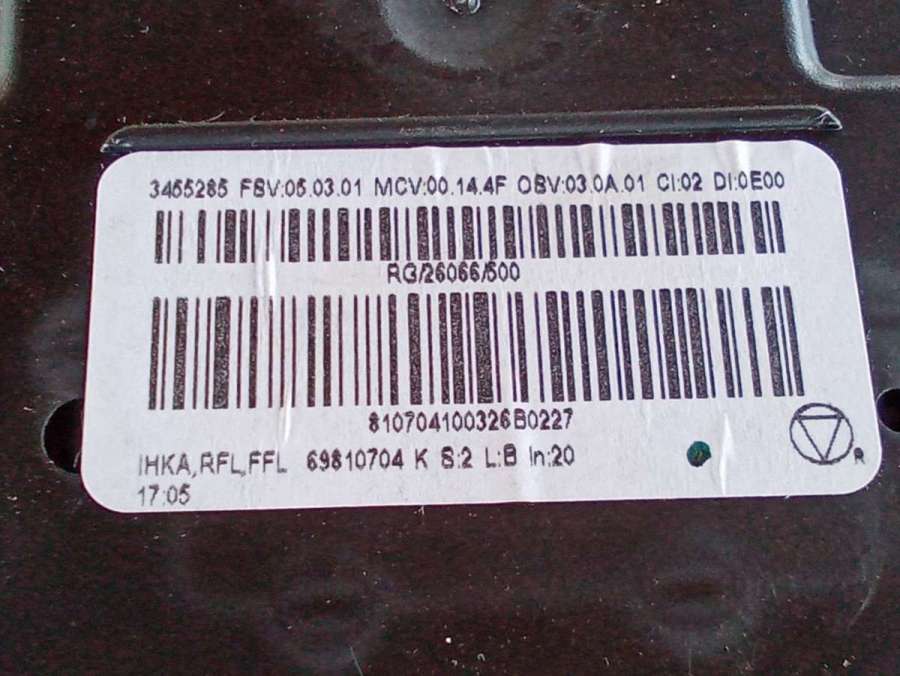 3455285 FSV:05.03.01 MCV:00.14.4F OSV:03.0A.01 CI:02 DI:0E00
RG/26066/500
810704100326B0227
IHKA,RFL,FFL 69810704 K S:2 L:B In:20
R
17:05